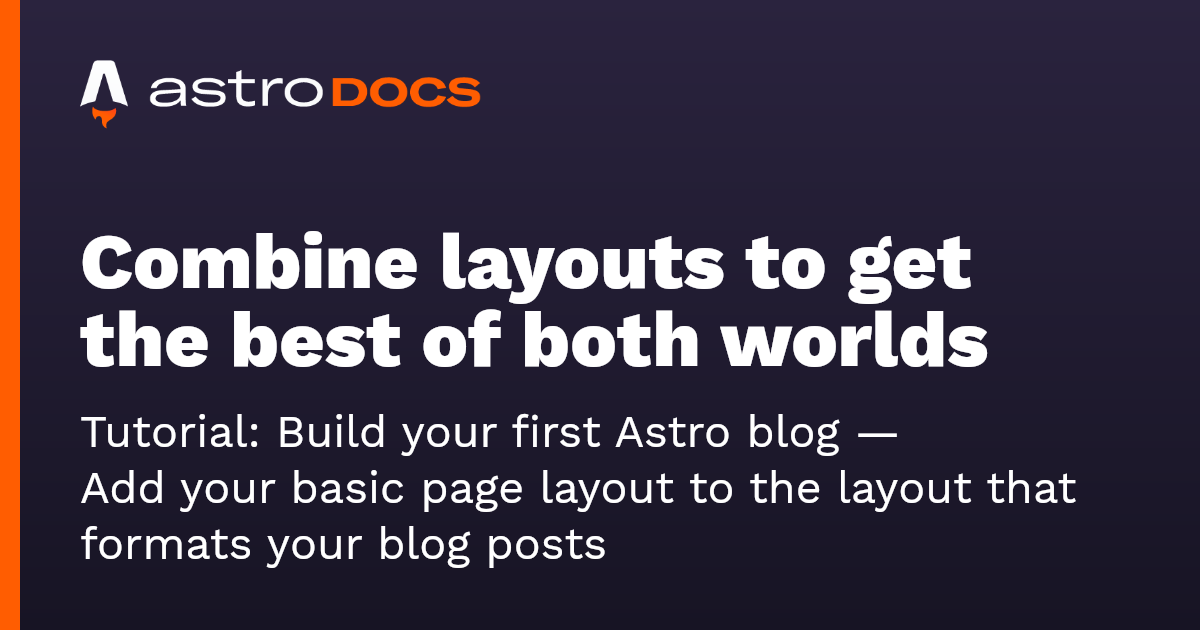 astro DOCS
Combine layouts to get
the best of both worlds
Tutorial: Build your first Astro blog —
Add your basic page layout to the layout that
formats your blog posts